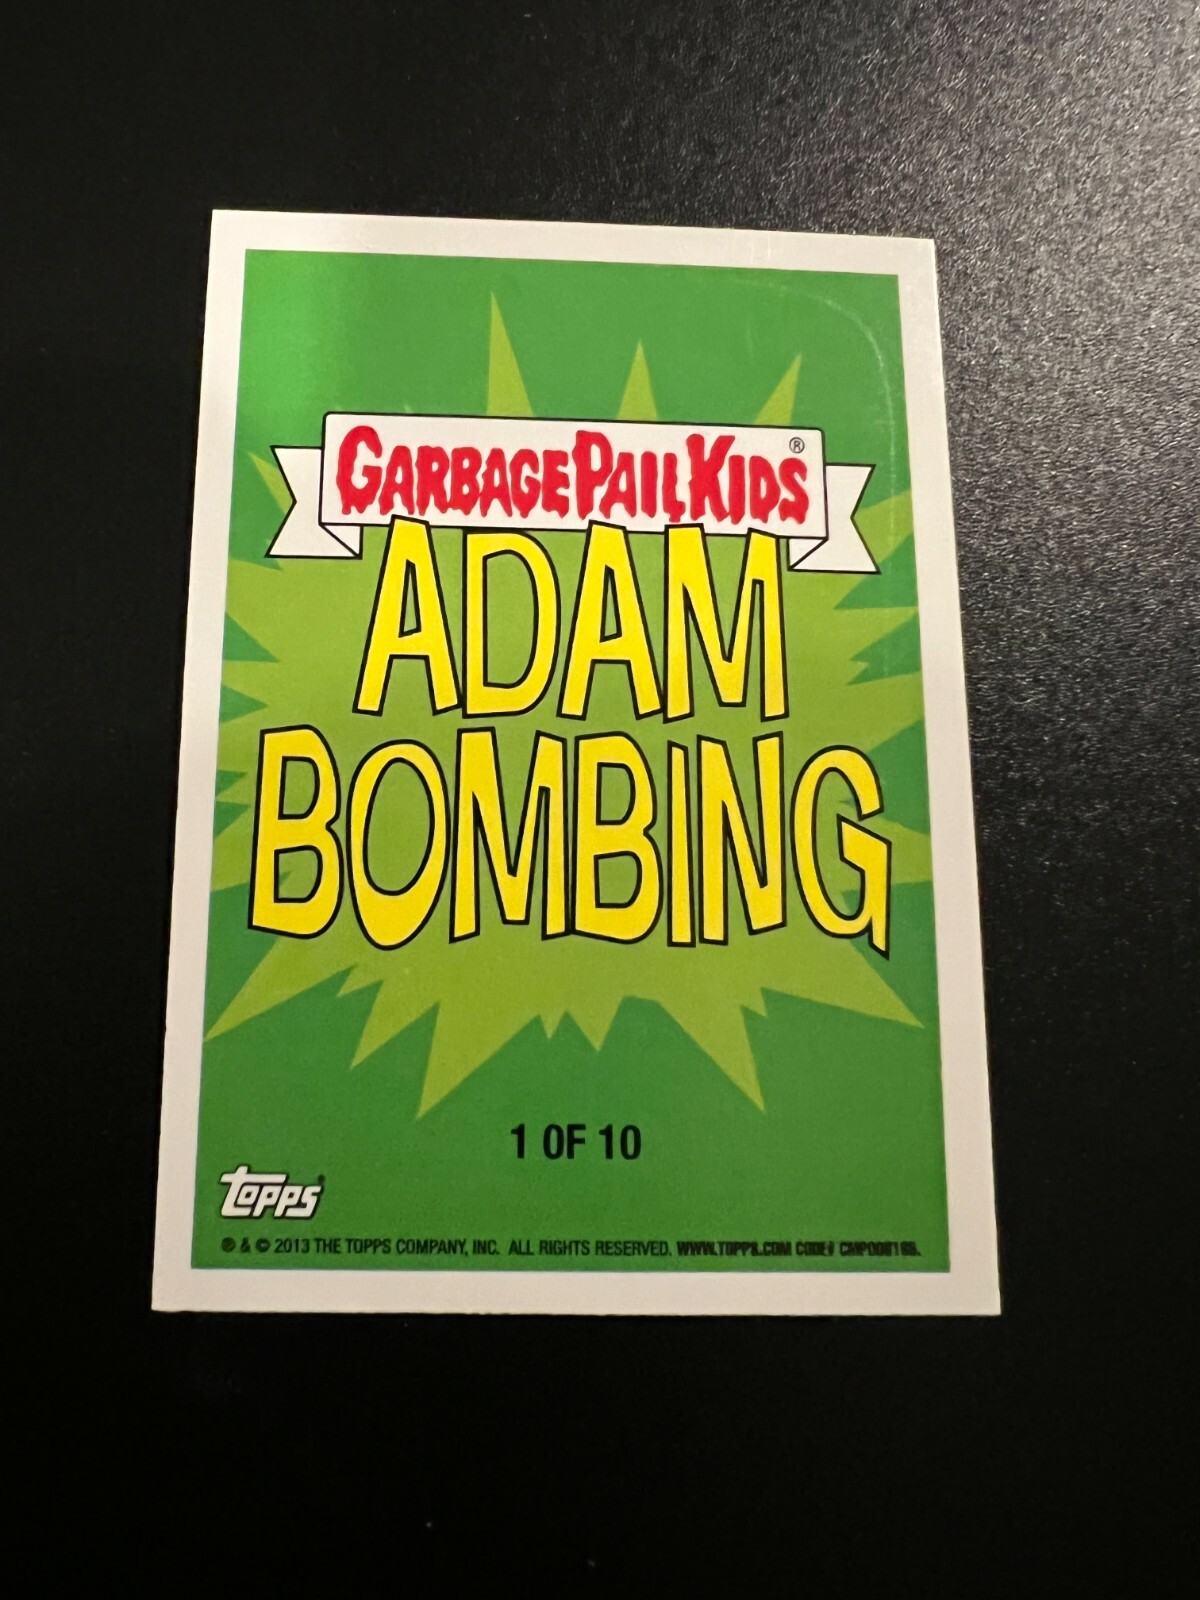 GARBAGE PAIL KIDS®
ADAM
BOMBING
1 OF 10
topps
® & © 2013 THE TOPPS COMPANY, INC. ALL RIGHTS RESERVED. WWW.TOPPS.COM CODE#